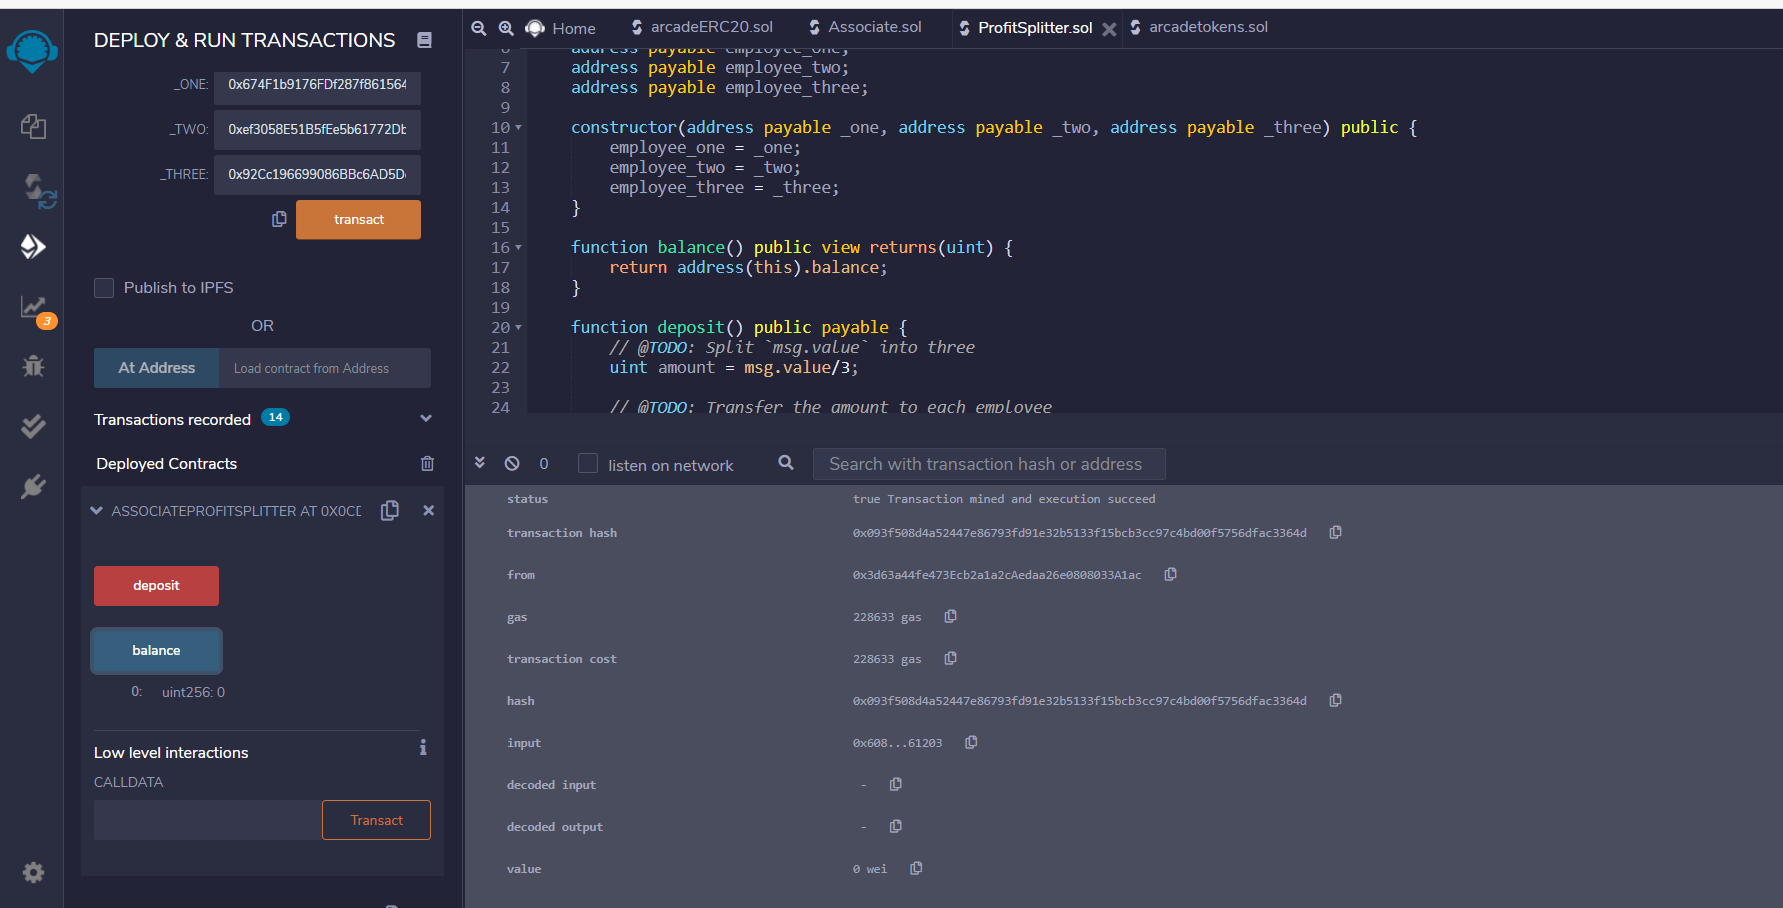 DEPLOY & RUN TRANSACTIONS
_ONE: 0x674F1b9176FDf287f861564
_TWO: 0xef3058E51B5fEe5b61772Db
_THREE: 0x92Cc196699086BBc6AD5D
transact
Publish to IPFS
OR
At Address Load contract from Address
Transactions recorded 14
Deployed Contracts
ASSOCIATEPROFITSPLITTER AT 0X0CD
deposit
balance
0: uint256: 0
Low level interactions
i
CALLDATA
Transact
3
Home arcadeERC20.sol Associate.sol ProfitSplitter.sol arcadetokens.sol
6 address payable employee_one;
7 address payable employee_two;
8 address payable employee_three;
9
10 constructor(address payable _one, address payable _two, address payable _three) public {
11 employee_one = _one;
12 employee_two = _two;
13 employee_three = _three;
14 }
15
16 function balance() public view returns(uint) {
17 return address(this).balance;
18 }
19
20 function deposit() public payable {
21 // @TODO: Split `msg.value` into three
22 uint amount = msg.value/3;
23
24 // @TODO: Transfer the amount to each employee
0 listen on network Search with transaction hash or address
status true Transaction mined and execution succeed
transaction hash 0x093f508d4a52447e86793fd91e32b5133f15bcb3cc97c4bd00f5756dfac3364d
from 0x3d63a44fe473Ecb2a1a2cAedaa26e0808033A1ac
gas 228633 gas
transaction cost 228633 gas
hash 0x093f508d4a52447e86793fd91e32b5133f15bcb3cc97c4bd00f5756dfac3364d
input 0x608...61203
decoded input -
decoded output -
value 0 wei